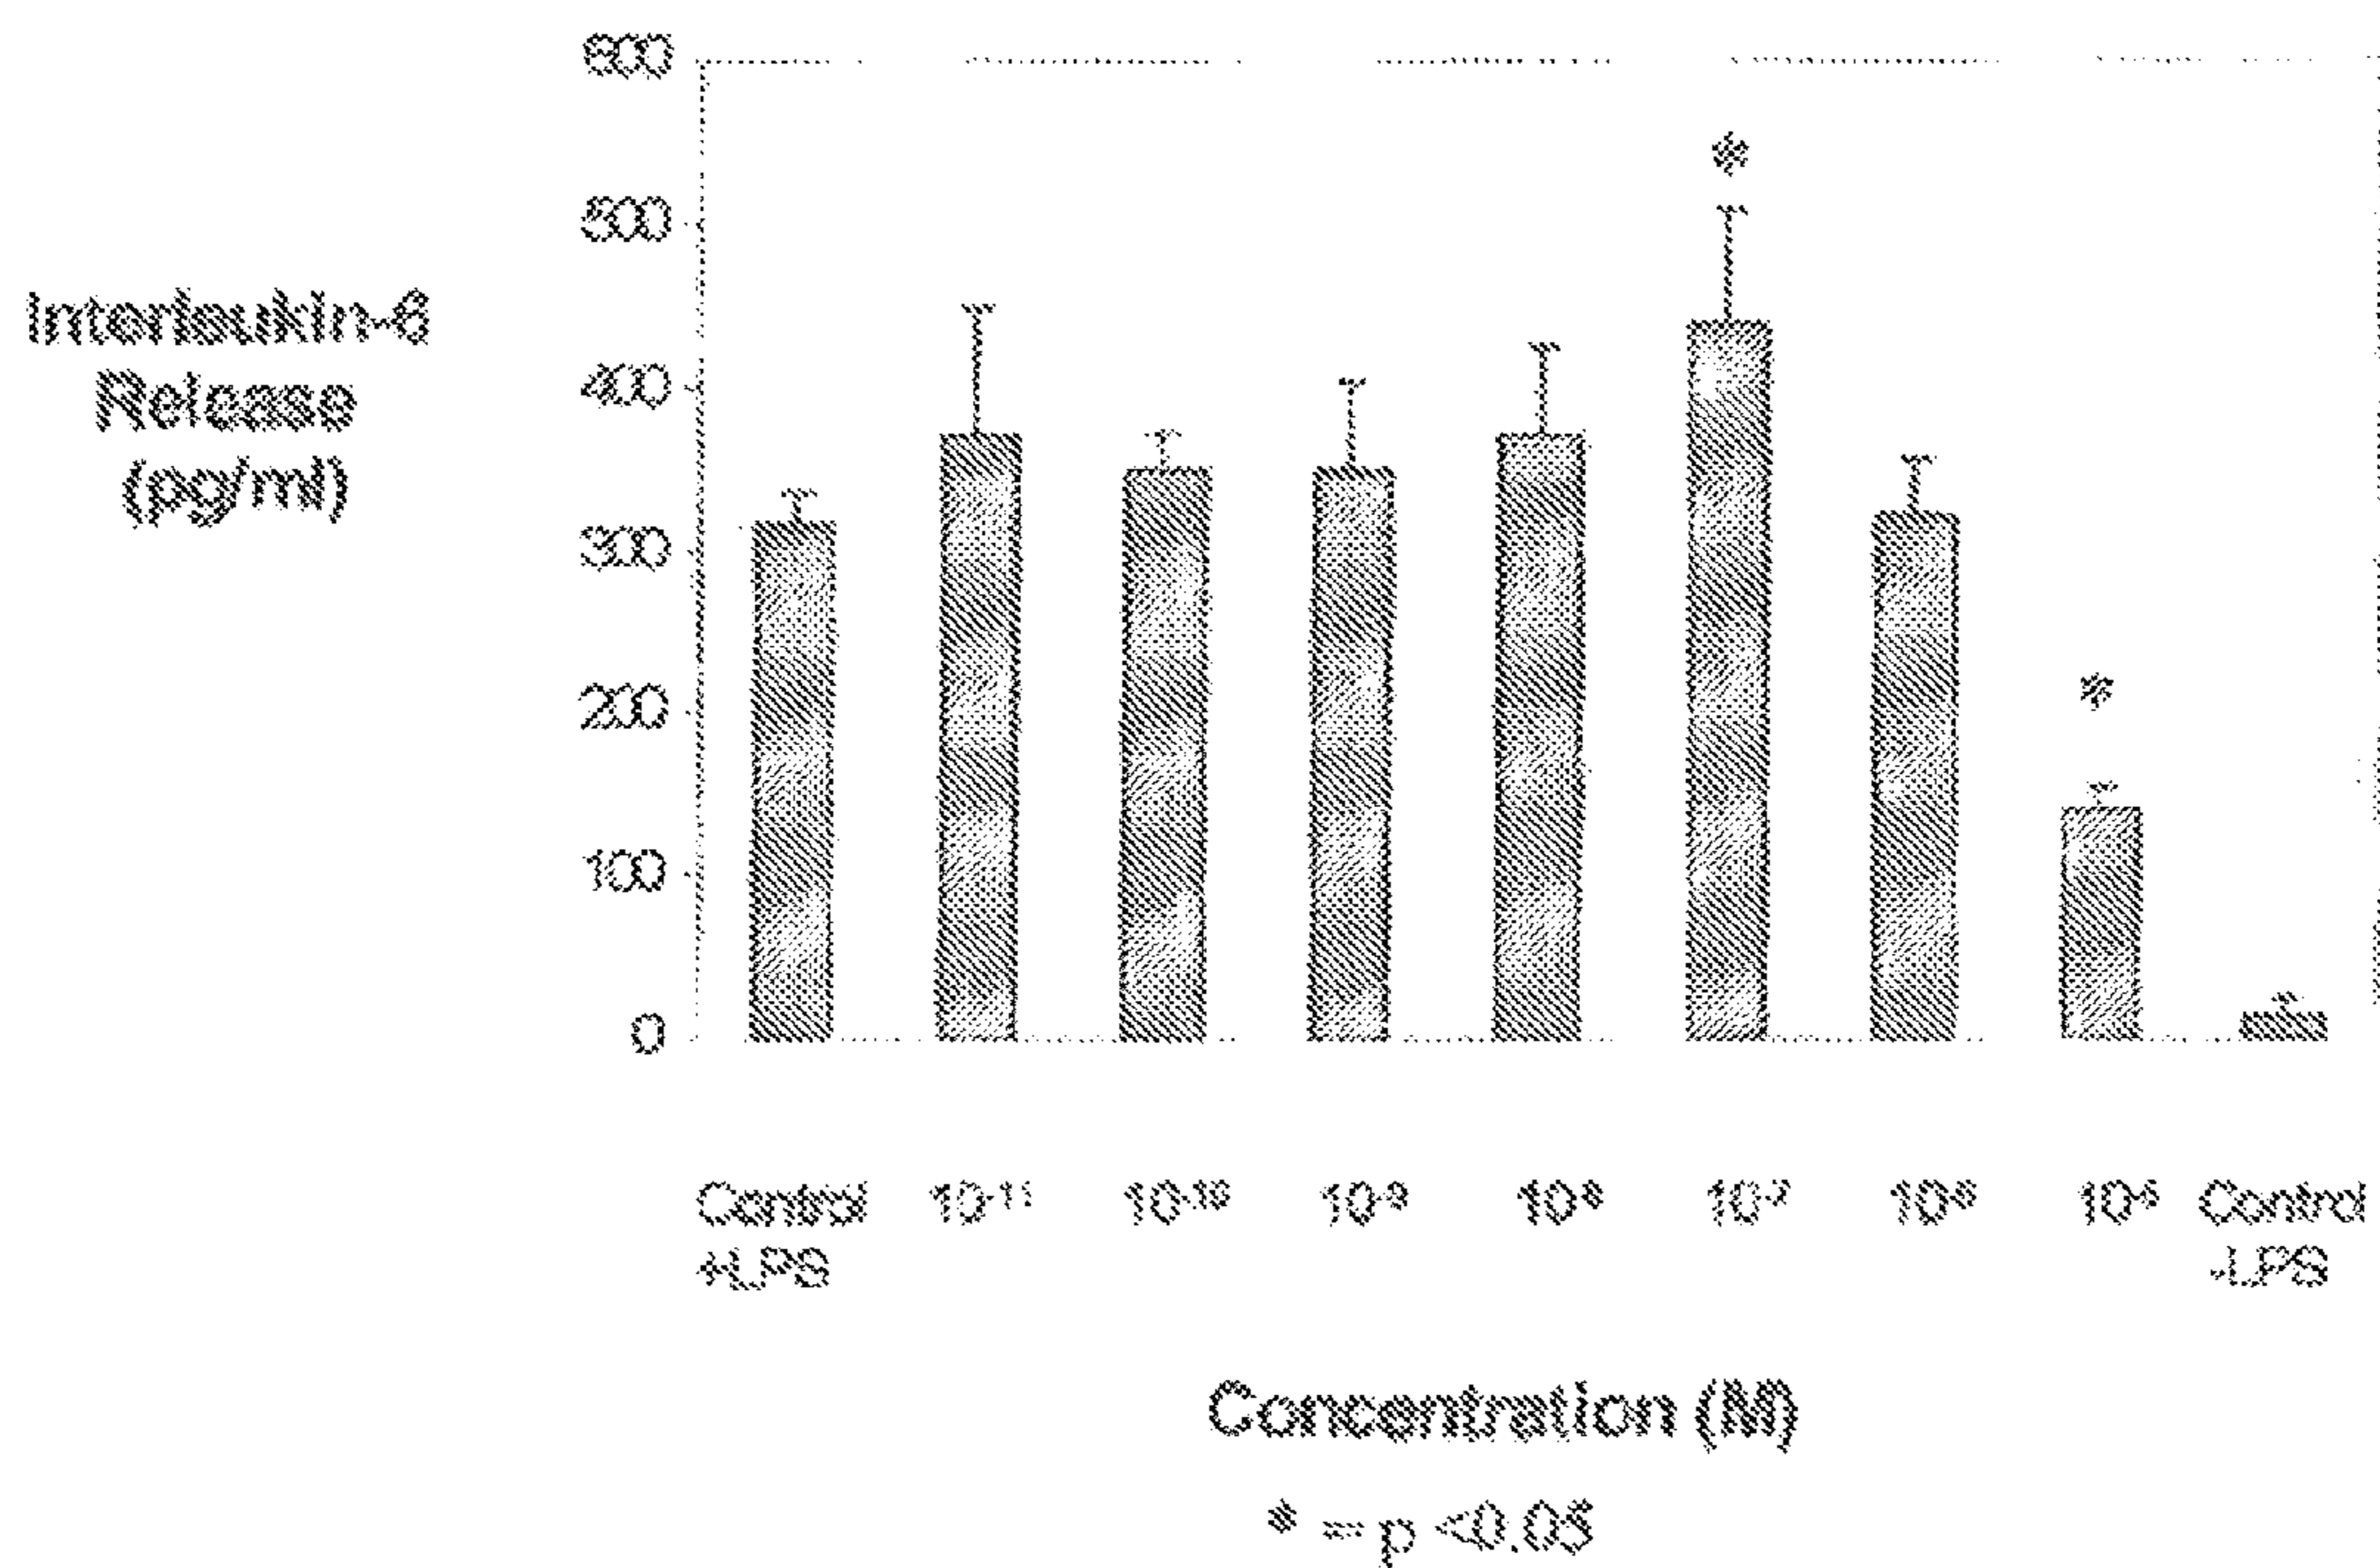 Interleukin-6
Release
(pg/ml)
600
500
400
300
200
100
0
*
*
Control
+LPS
10-11
10-10
10-9
10-8
10-7
10-6
10-5
Control
-LPS
Concentration (M)
* = p <0.05